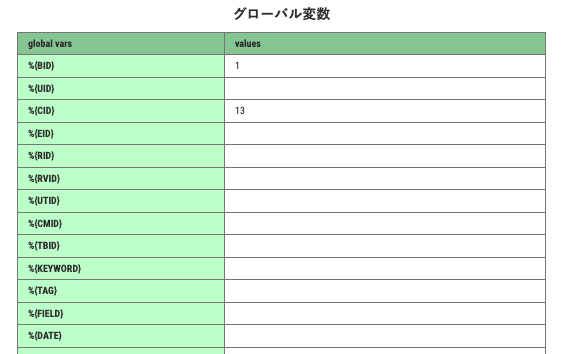 グローバル変数
global vars values
%{BID} 1
%{UID}
%{CID} 13
%{EID}
%{RID}
%{RVID}
%{UTID}
%{CMID}
%{TBID}
%{KEYWORD}
%{TAG}
%{FIELD}
%{DATE}